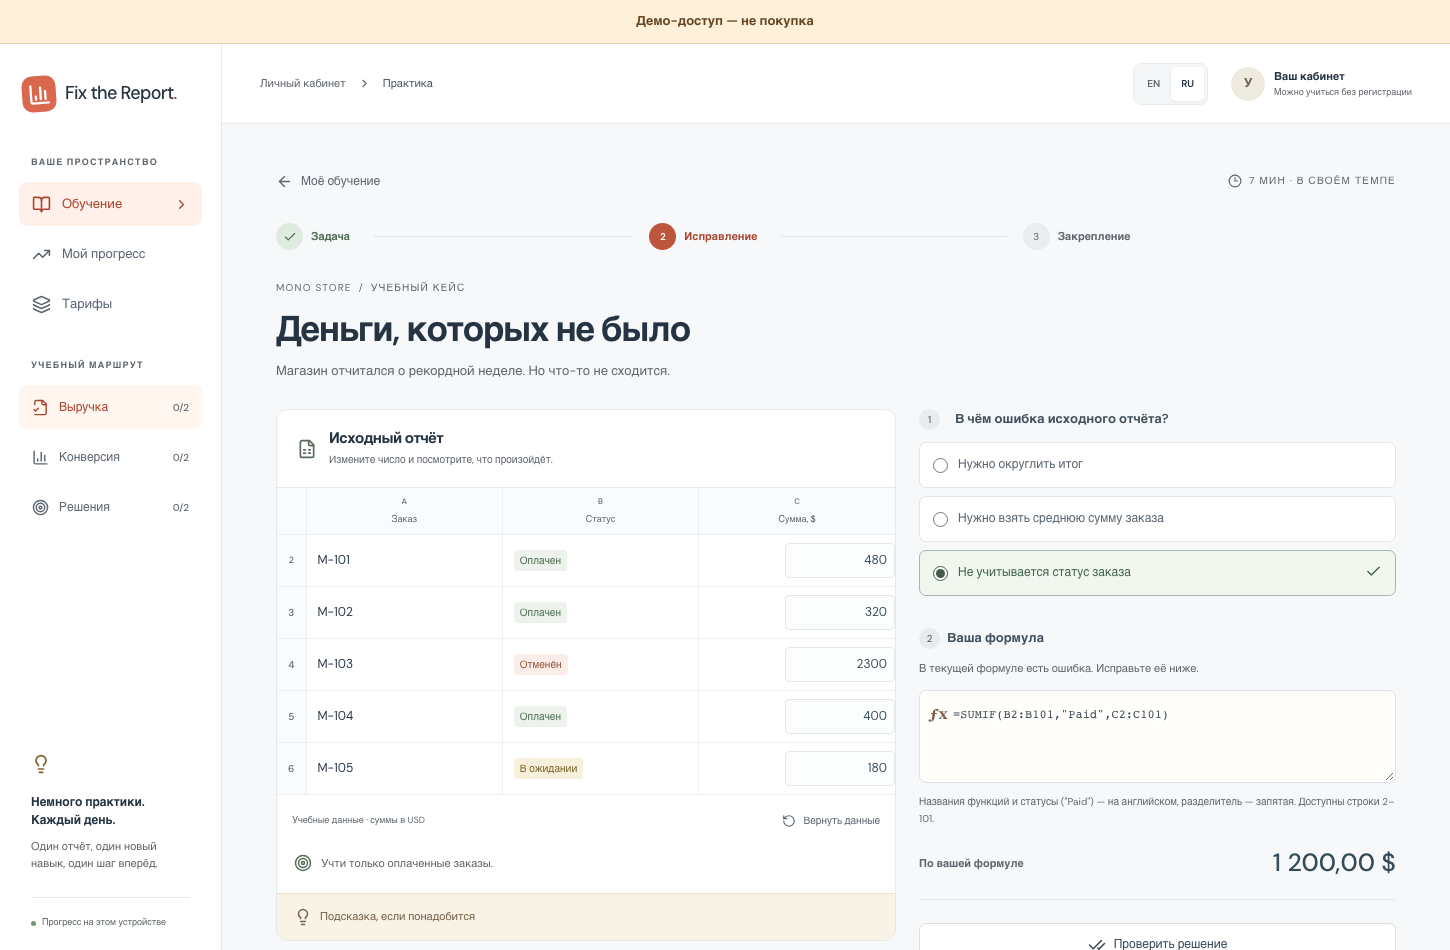 Демо-доступ — не покупка
Fix the Report.
Личный кабинет
Практика
EN
RU
У
Ваш кабинет
Можно учиться без регистрации
ВАШЕ ПРОСТРАНСТВО
Обучение
Мой прогресс
Тарифы
УЧЕБНЫЙ МАРШРУТ
Выручка 0/2
Конверсия 0/2
Решения 0/2
Немного практики.
Каждый день.
Один отчёт, один новый
навык, один шаг вперёд.
Прогресс на этом устройстве
Моё обучение
7 МИН · В СВОЁМ ТЕМПЕ
Задача
2 Исправление
3 Закрепление
MONO STORE / УЧЕБНЫЙ КЕЙС
Деньги, которых не было
Магазин отчитался о рекордной неделе. Но что-то не сходится.
Исходный отчёт
Измените число и посмотрите, что произойдёт.
A B C
Заказ Статус Сумма, $
2 M-101 Оплачен 480
3 M-102 Оплачен 320
4 M-103 Отменён 2300
5 M-104 Оплачен 400
6 M-105 В ожидании 180
Учебные данные · суммы в USD
Вернуть данные
Учти только оплаченные заказы.
Подсказка, если понадобится
1 В чём ошибка исходного отчёта?
Нужно округлить итог
Нужно взять среднюю сумму заказа
Не учитывается статус заказа
2 Ваша формула
В текущей формуле есть ошибка. Исправьте её ниже.
fx =SUMIF(B2:B101,"Paid",C2:C101)
Названия функций и статусы ("Paid") — на английском, разделитель — запятая. Доступны строки 2–
101.
По вашей формуле 1 200,00 $
Проверить решение